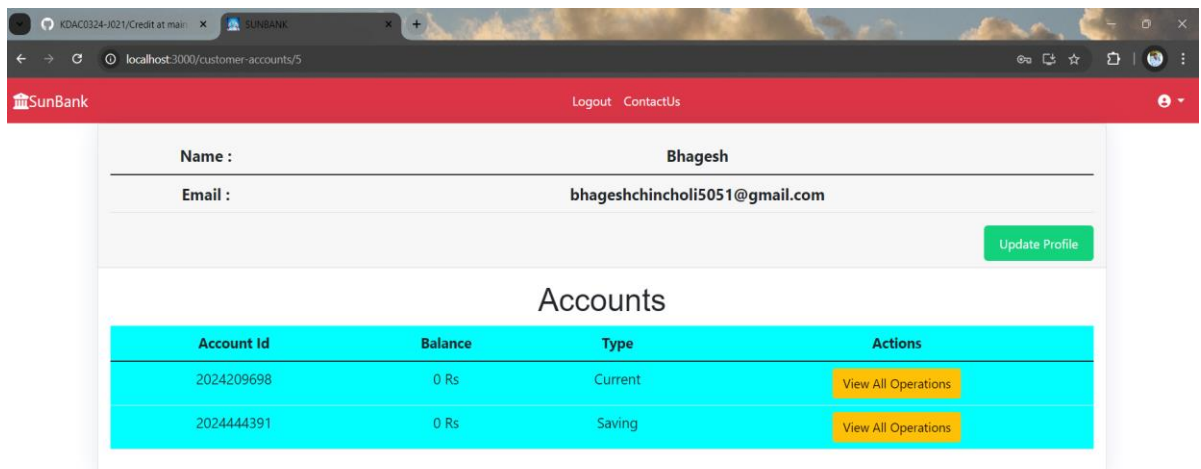 KDAC0324-J021/Credit at main
SUNBANK
localhost:3000/customer-accounts/5
SunBank Logout ContactUs
Name : Bhagesh
Email : bhageshchincholi5051@gmail.com
Update Profile
Accounts
Account Id Balance Type Actions
2024209698 0 Rs Current View All Operations
2024444391 0 Rs Saving View All Operations